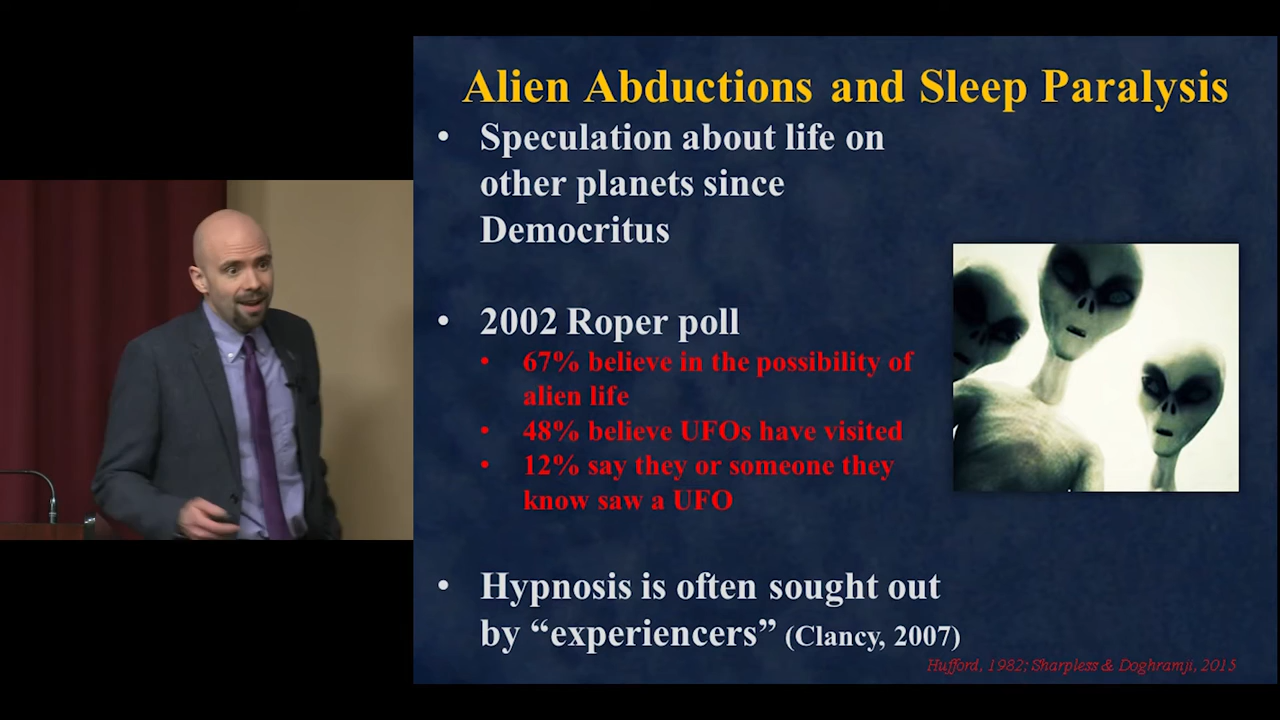 Alien Abductions and Sleep Paralysis
• Speculation about life on
other planets since
Democritus
• 2002 Roper poll
• 67% believe in the possibility of
alien life
• 48% believe UFOs have visited
• 12% say they or someone they
know saw a UFO
• Hypnosis is often sought out
by “experiencers” (Clancy, 2007)
Hufford, 1982; Sharpless & Doghramji, 2015